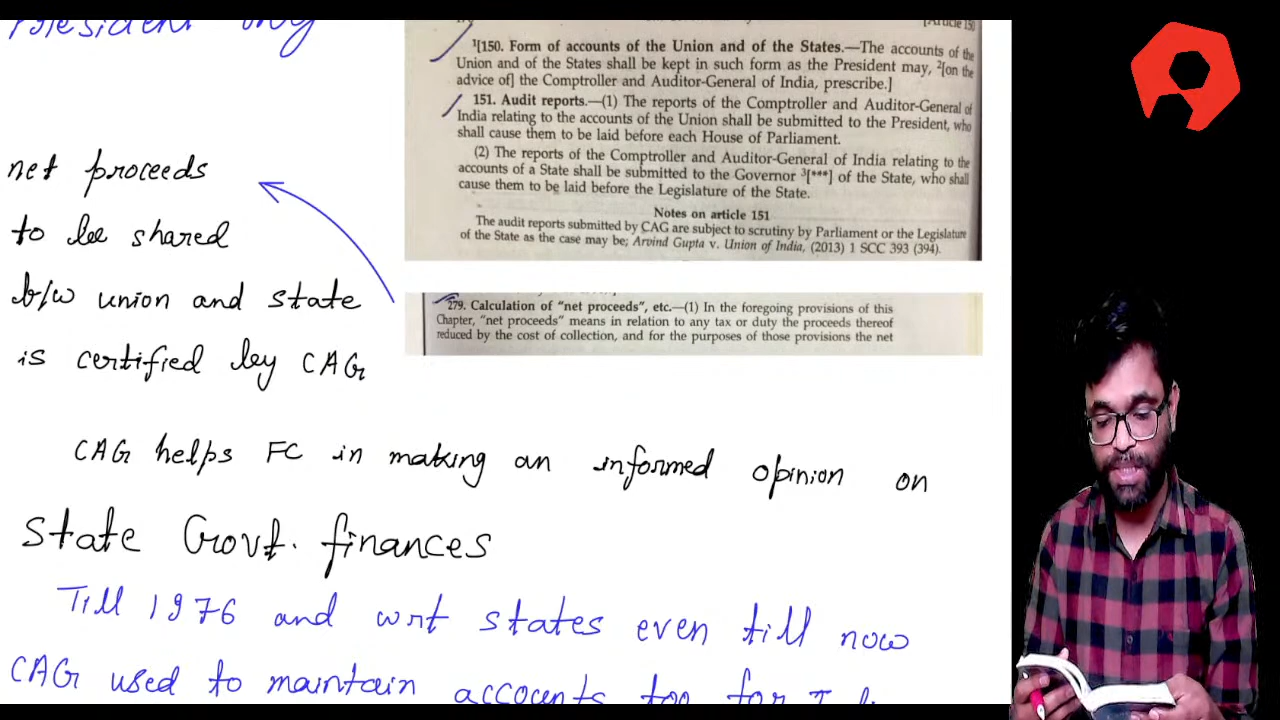 President only
[Article 150
¹[150. Form of accounts of the Union and of the States.—The accounts of the
Union and of the States shall be kept in such form as the President may, ²[on the
advice of] the Comptroller and Auditor-General of India, prescribe.]
151. Audit reports.—(1) The reports of the Comptroller and Auditor-General of
India relating to the accounts of the Union shall be submitted to the President, who
shall cause them to be laid before each House of Parliament.
(2) The reports of the Comptroller and Auditor-General of India relating to the
accounts of a State shall be submitted to the Governor ³[***] of the State, who shall
cause them to be laid before the Legislature of the State.
Notes on article 151
The audit reports submitted by CAG are subject to scrutiny by Parliament or the Legislature
of the State as the case may be; Arvind Gupta v. Union of India, (2013) 1 SCC 393 (394).
net proceeds
to be shared
b/w union and state
is certified by CAG
279. Calculation of "net proceeds", etc.—(1) In the foregoing provisions of this
Chapter, "net proceeds" means in relation to any tax or duty the proceeds thereof
reduced by the cost of collection, and for the purposes of those provisions the net
CAG helps FC in making an informed opinion on
State Govt. finances
Till 1976 and wrt states even till now
CAG used to maintain accounts too for